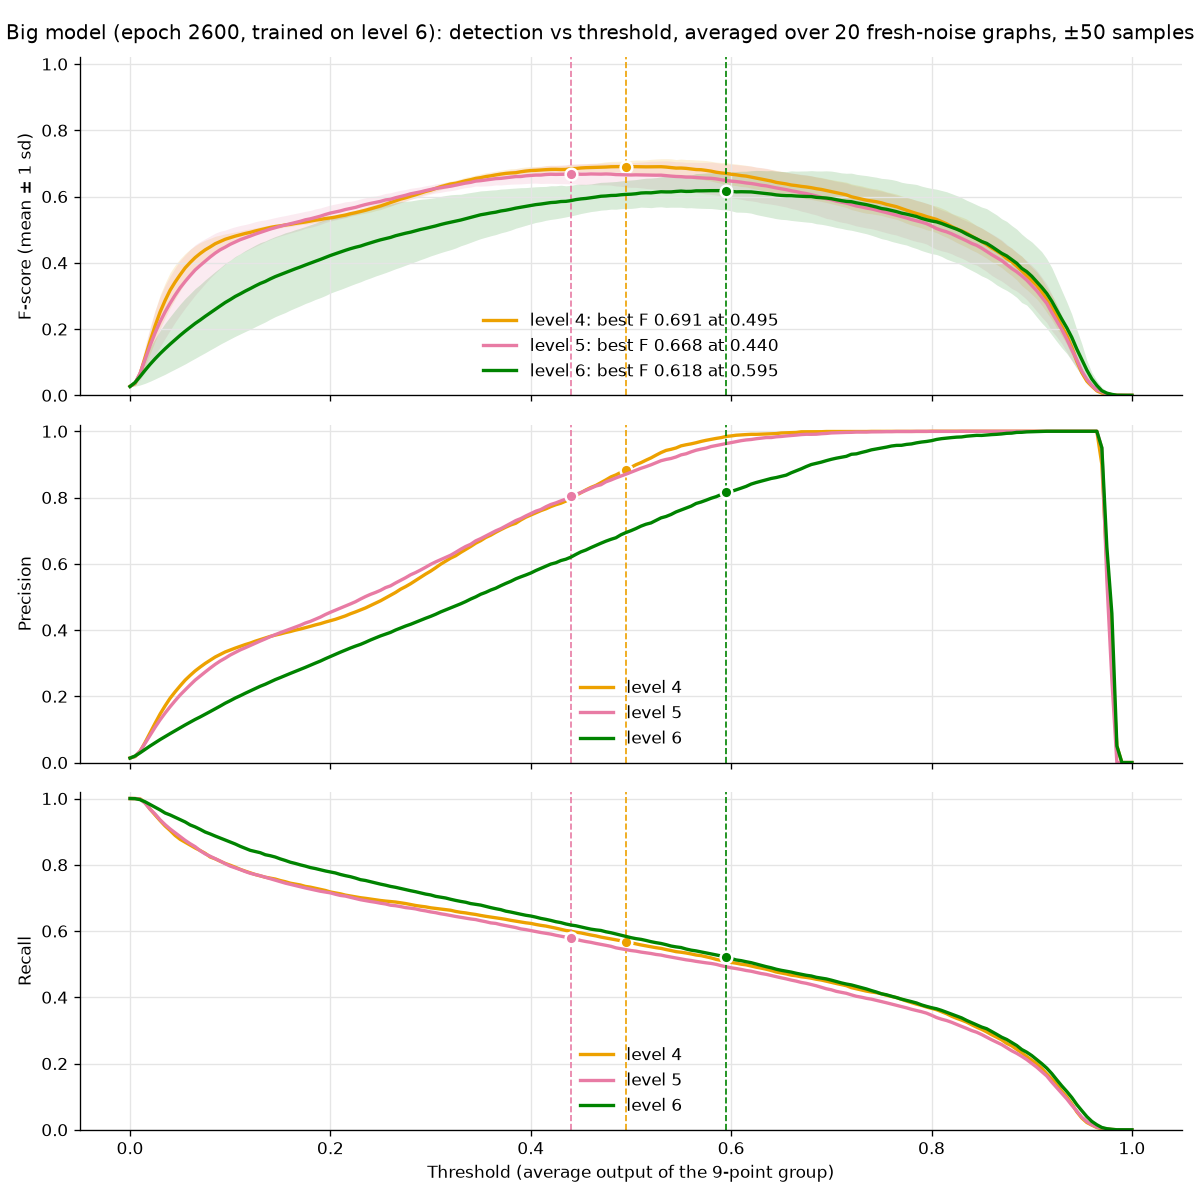 Big model (epoch 2600, trained on level 6): detection vs threshold, averaged over 20 fresh-noise graphs, ±50 samples
1.0
0.8
0.6
0.4
0.2
0.0
F-score (mean ± 1 sd)
level 4: best F 0.691 at 0.495
level 5: best F 0.668 at 0.440
level 6: best F 0.618 at 0.595
1.0
0.8
0.6
0.4
0.2
0.0
Precision
level 4
level 5
level 6
1.0
0.8
0.6
0.4
0.2
0.0
Recall
level 4
level 5
level 6
0.0 0.2 0.4 0.6 0.8 1.0
Threshold (average output of the 9-point group)